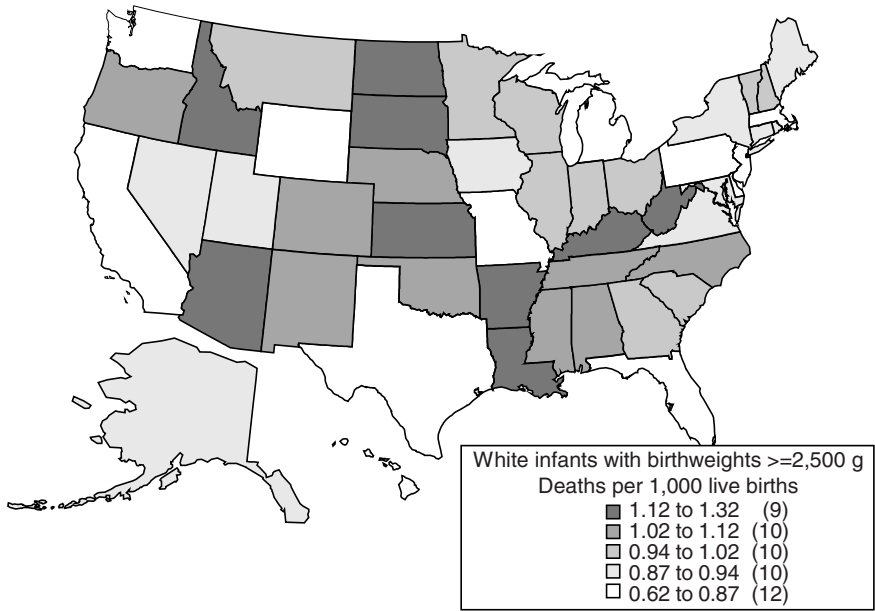 White infants with birthweights >=2,500 g
Deaths per 1,000 live births
1.12 to 1.32 (9)
1.02 to 1.12 (10)
0.94 to 1.02 (10)
0.87 to 0.94 (10)
0.62 to 0.87 (12)